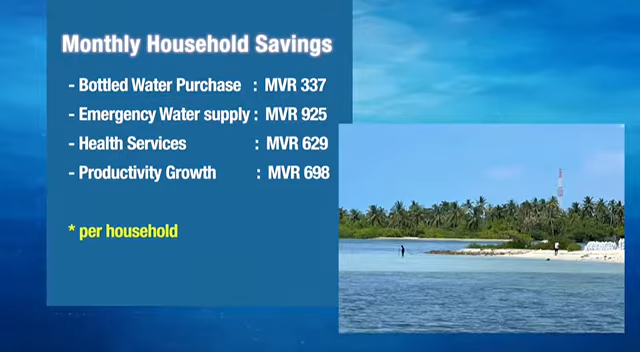 Monthly Household Savings
- Bottled Water Purchase : MVR 337
- Emergency Water supply : MVR 925
- Health Services : MVR 629
- Productivity Growth : MVR 698
* per household